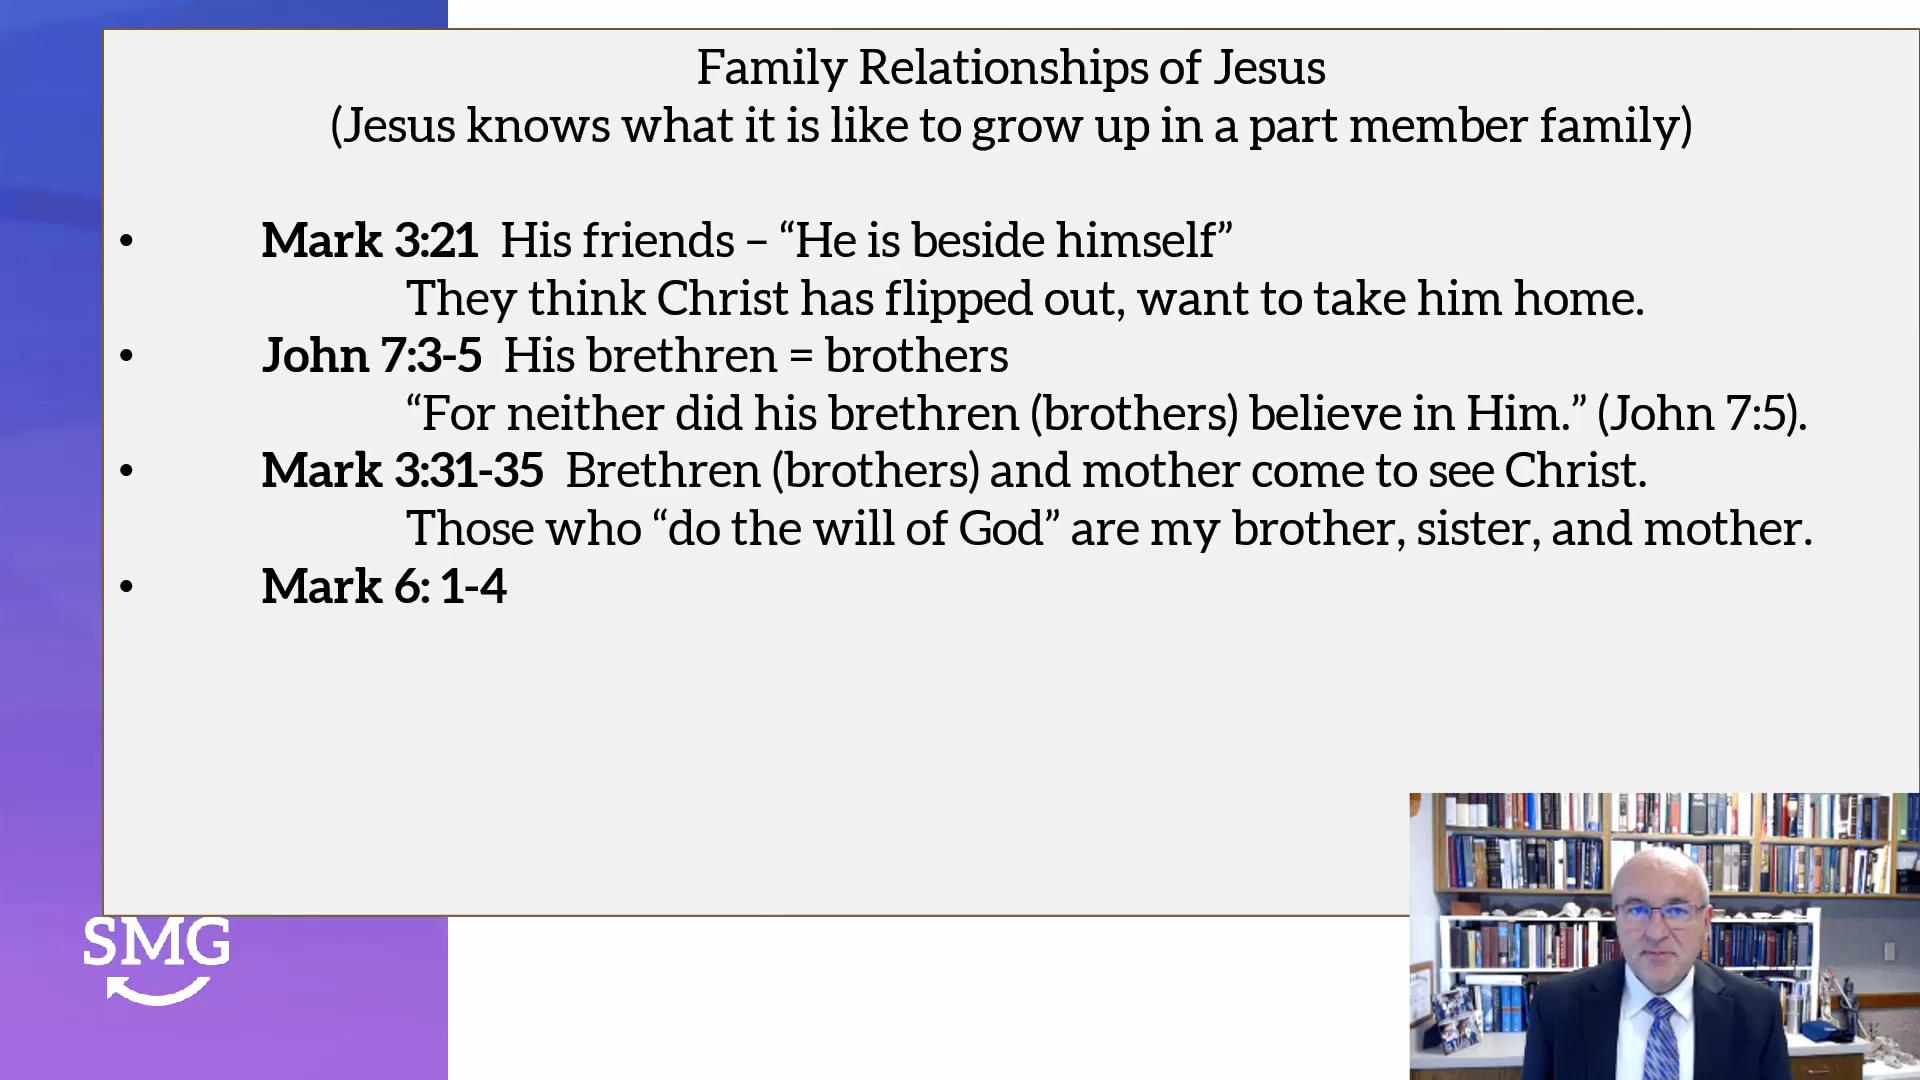 Family Relationships of Jesus
(Jesus knows what it is like to grow up in a part member family)
• Mark 3:21 His friends – “He is beside himself”
They think Christ has flipped out, want to take him home.
• John 7:3-5 His brethren = brothers
“For neither did his brethren (brothers) believe in Him.” (John 7:5).
• Mark 3:31-35 Brethren (brothers) and mother come to see Christ.
Those who “do the will of God” are my brother, sister, and mother.
• Mark 6: 1-4
SMG